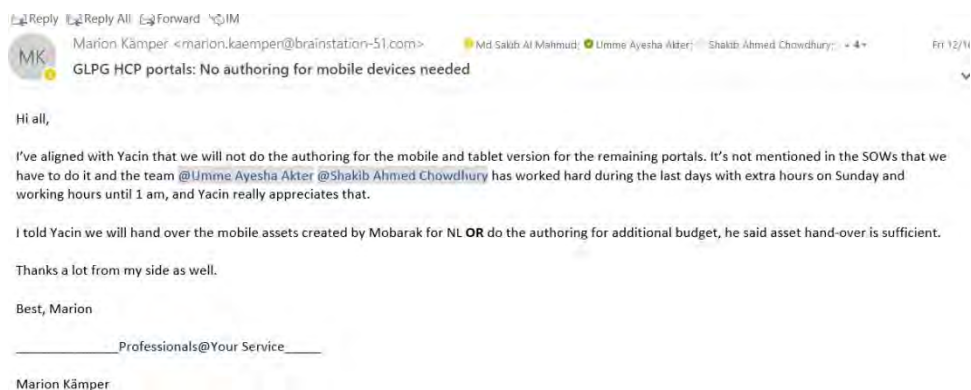 Reply Reply All Forward IM
MK
Marion Kämper <marion.kaemper@brainstation-51.com> Md Sakib Al Mahmud; Umme Ayesha Akter; Shakib Ahmed Chowdhury; +4 Fri 12/16
GLPG HCP portals: No authoring for mobile devices needed
Hi all,
I've aligned with Yacin that we will not do the authoring for the mobile and tablet version for the remaining portals. It's not mentioned in the SOWs that we
have to do it and the team @Umme Ayesha Akter @Shakib Ahmed Chowdhury has worked hard during the last days with extra hours on Sunday and
working hours until 1 am, and Yacin really appreciates that.
I told Yacin we will hand over the mobile assets created by Mobarak for NL OR do the authoring for additional budget, he said asset hand-over is sufficient.
Thanks a lot from my side as well.
Best, Marion
_______________Professionals@Your Service_____
Marion Kämper